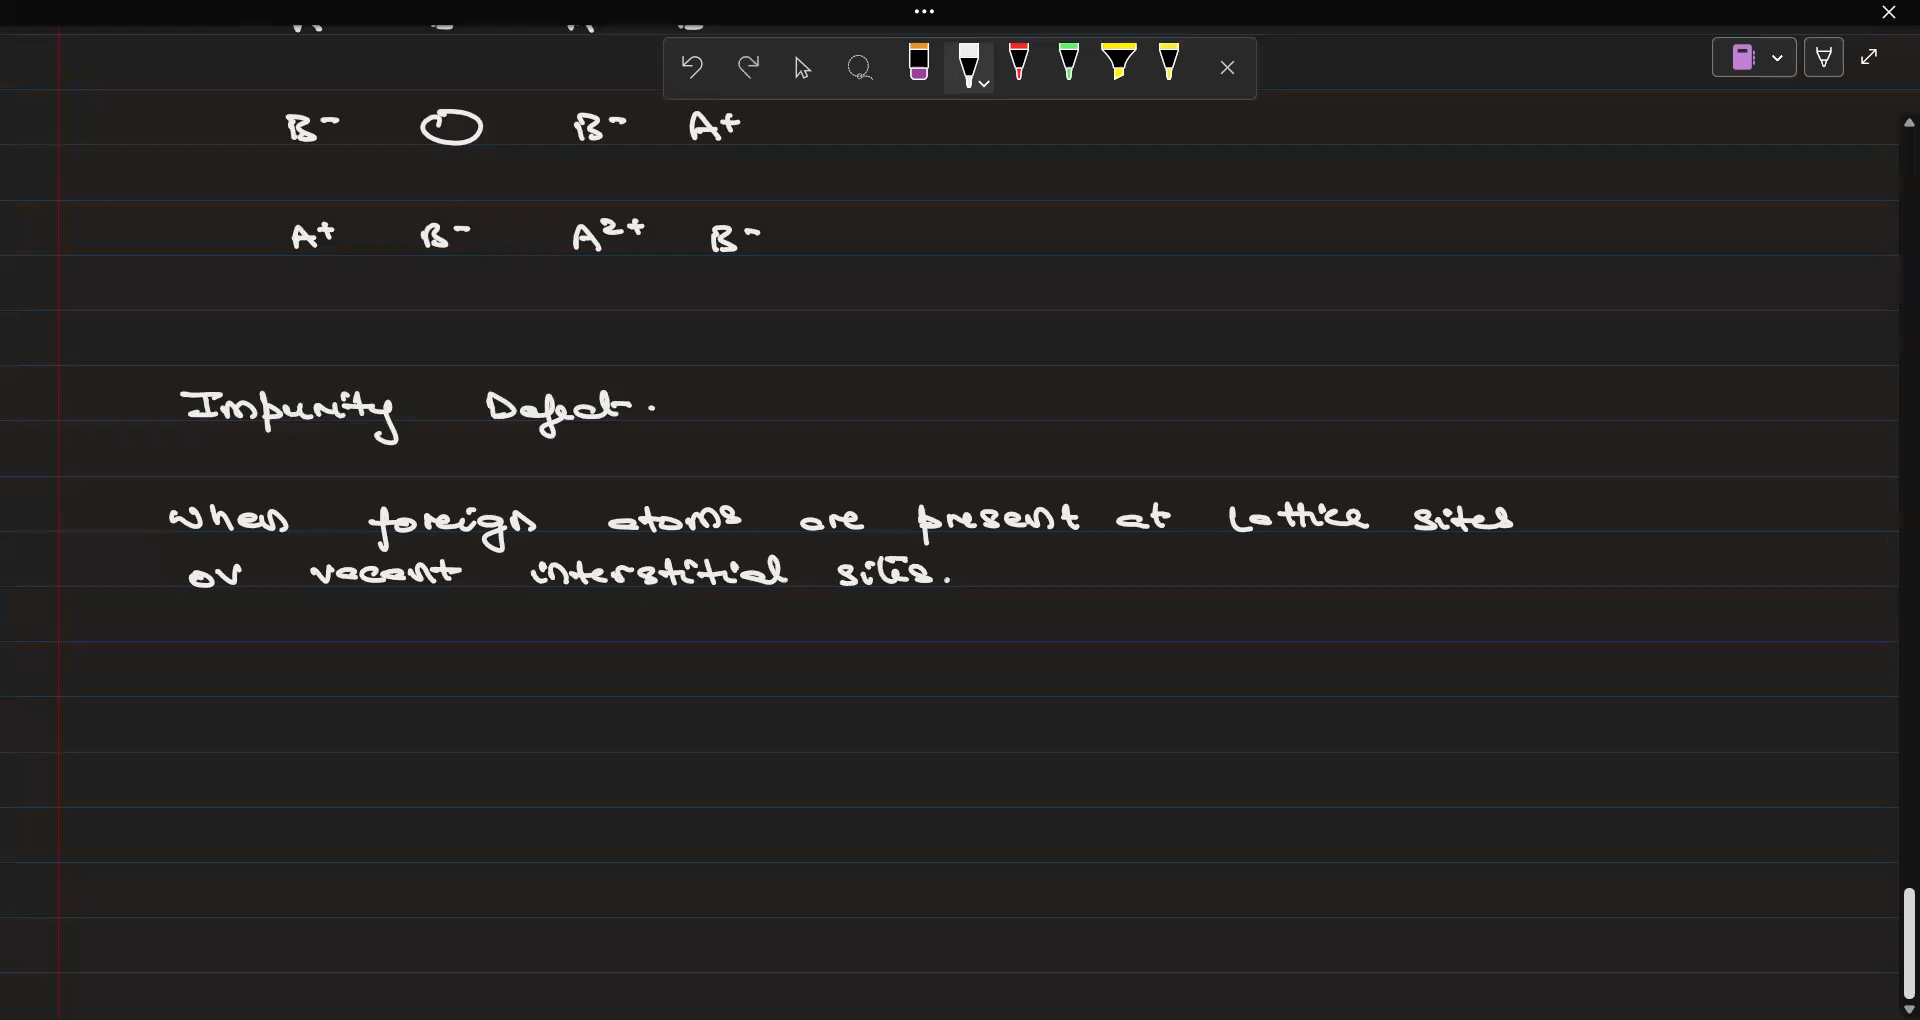 B- B- A+
A+ B- A2+ B-
Impurity Defect.
When foreign atoms are present at Lattice sites
or vacant interstitial sites.